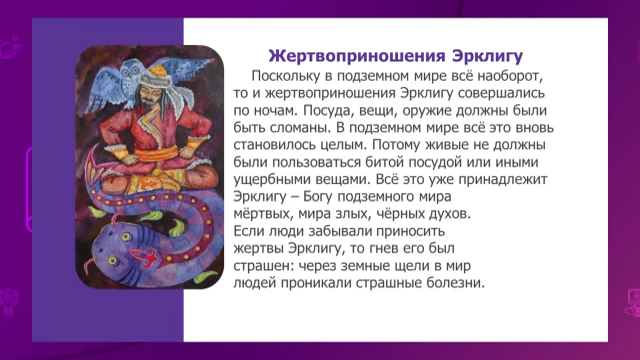 Жертвоприношения Эрклигу
Поскольку в подземном мире всё наоборот,
то и жертвоприношения Эрклигу совершались
по ночам. Посуда, вещи, оружие должны были
быть сломаны. В подземном мире всё это вновь
становилось целым. Потому живые не должны
были пользоваться битой посудой или иными
ущербными вещами. Всё это уже принадлежит
Эрклигу – Богу подземного мира
мёртвых, мира злых, чёрных духов.
Если люди забывали приносить
жертвы Эрклигу, то гнев его был
страшен: через земные щели в мир
людей проникали страшные болезни.